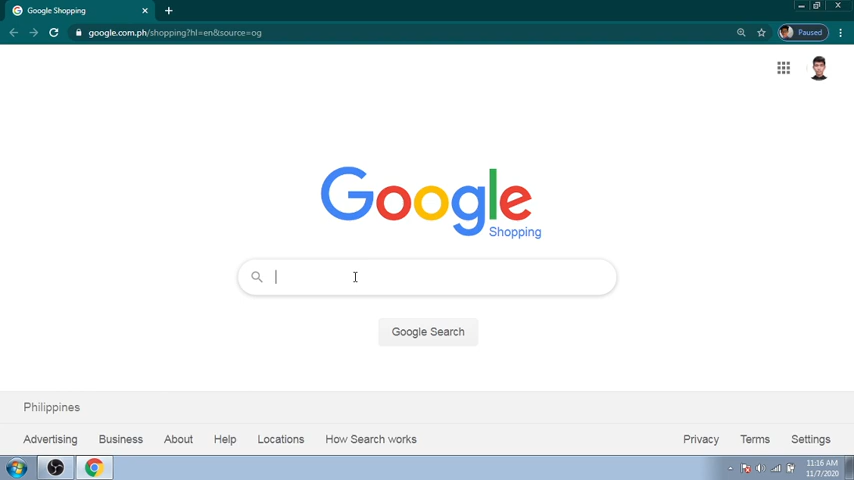 Google Shopping
google.com.ph/shopping?hl=en&source=og
Paused
Google
Shopping
Google Search
Philippines
Advertising Business About Help Locations How Search works Privacy Terms Settings
11:16 AM
11/7/2020